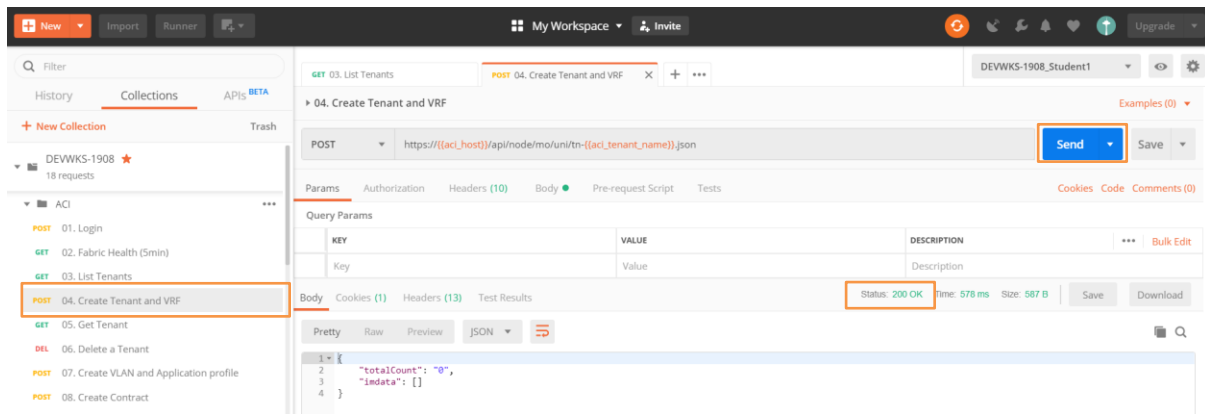 New Import Runner My Workspace Invite Upgrade
Filter
History Collections APIs BETA
+ New Collection Trash
DEVWKS-1908
18 requests
ACI
POST 01. Login
GET 02. Fabric Health (5min)
GET 03. List Tenants
POST 04. Create Tenant and VRF
GET 05. Get Tenant
DEL 06. Delete a Tenant
POST 07. Create VLAN and Application profile
POST 08. Create Contract
GET 03. List Tenants POST 04. Create Tenant and VRF DEVWKS-1908_Student1
04. Create Tenant and VRF Examples (0)
POST https://{{aci_host}}/api/node/mo/uni/tn-{{aci_tenant_name}}.json Send Save
Params Authorization Headers (10) Body Pre-request Script Tests Cookies Code Comments (0)
Query Params
KEY VALUE DESCRIPTION Bulk Edit
Key Value Description
Body Cookies (1) Headers (13) Test Results Status: 200 OK Time: 578 ms Size: 587 B Save Download
Pretty Raw Preview JSON
1 {
2 "totalCount": "0",
3 "imdata": []
4 }